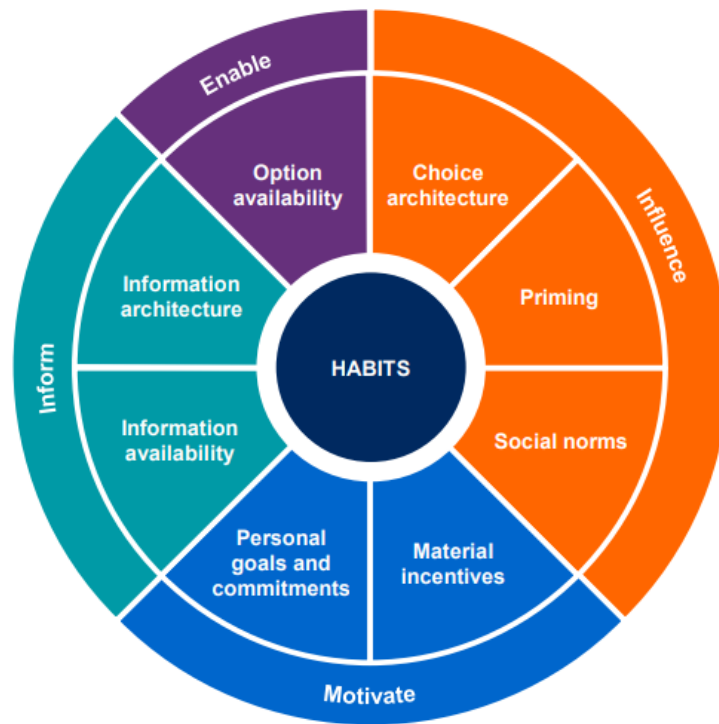 Enable
Influence
Inform
Motivate
Option
availability
Choice
architecture
Information
architecture
Priming
HABITS
Information
availability
Social norms
Personal
goals and
commitments
Material
incentives